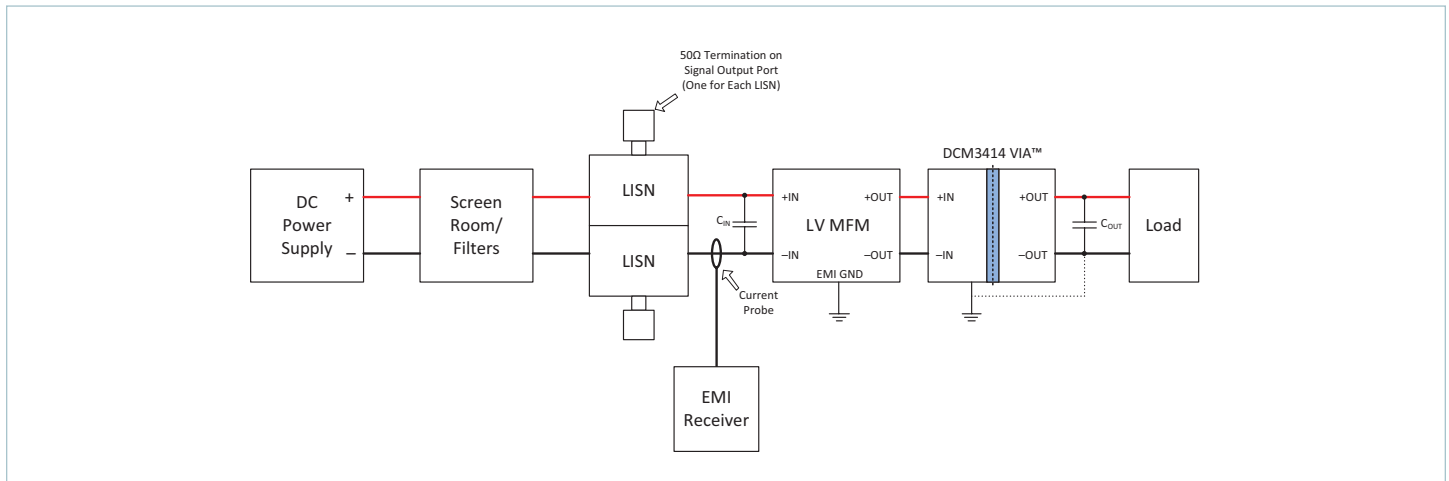 50Ω Termination on
Signal Output Port
(One for Each LISN)
DC
Power
Supply
+
–
Screen
Room/
Filters
LISN
LISN
CIN
Current
Probe
EMI
Receiver
+IN
–IN
LV MFM
+OUT
–OUT
EMI GND
DCM3414 VIA™
+IN
–IN
+OUT
–OUT
COUT
Load